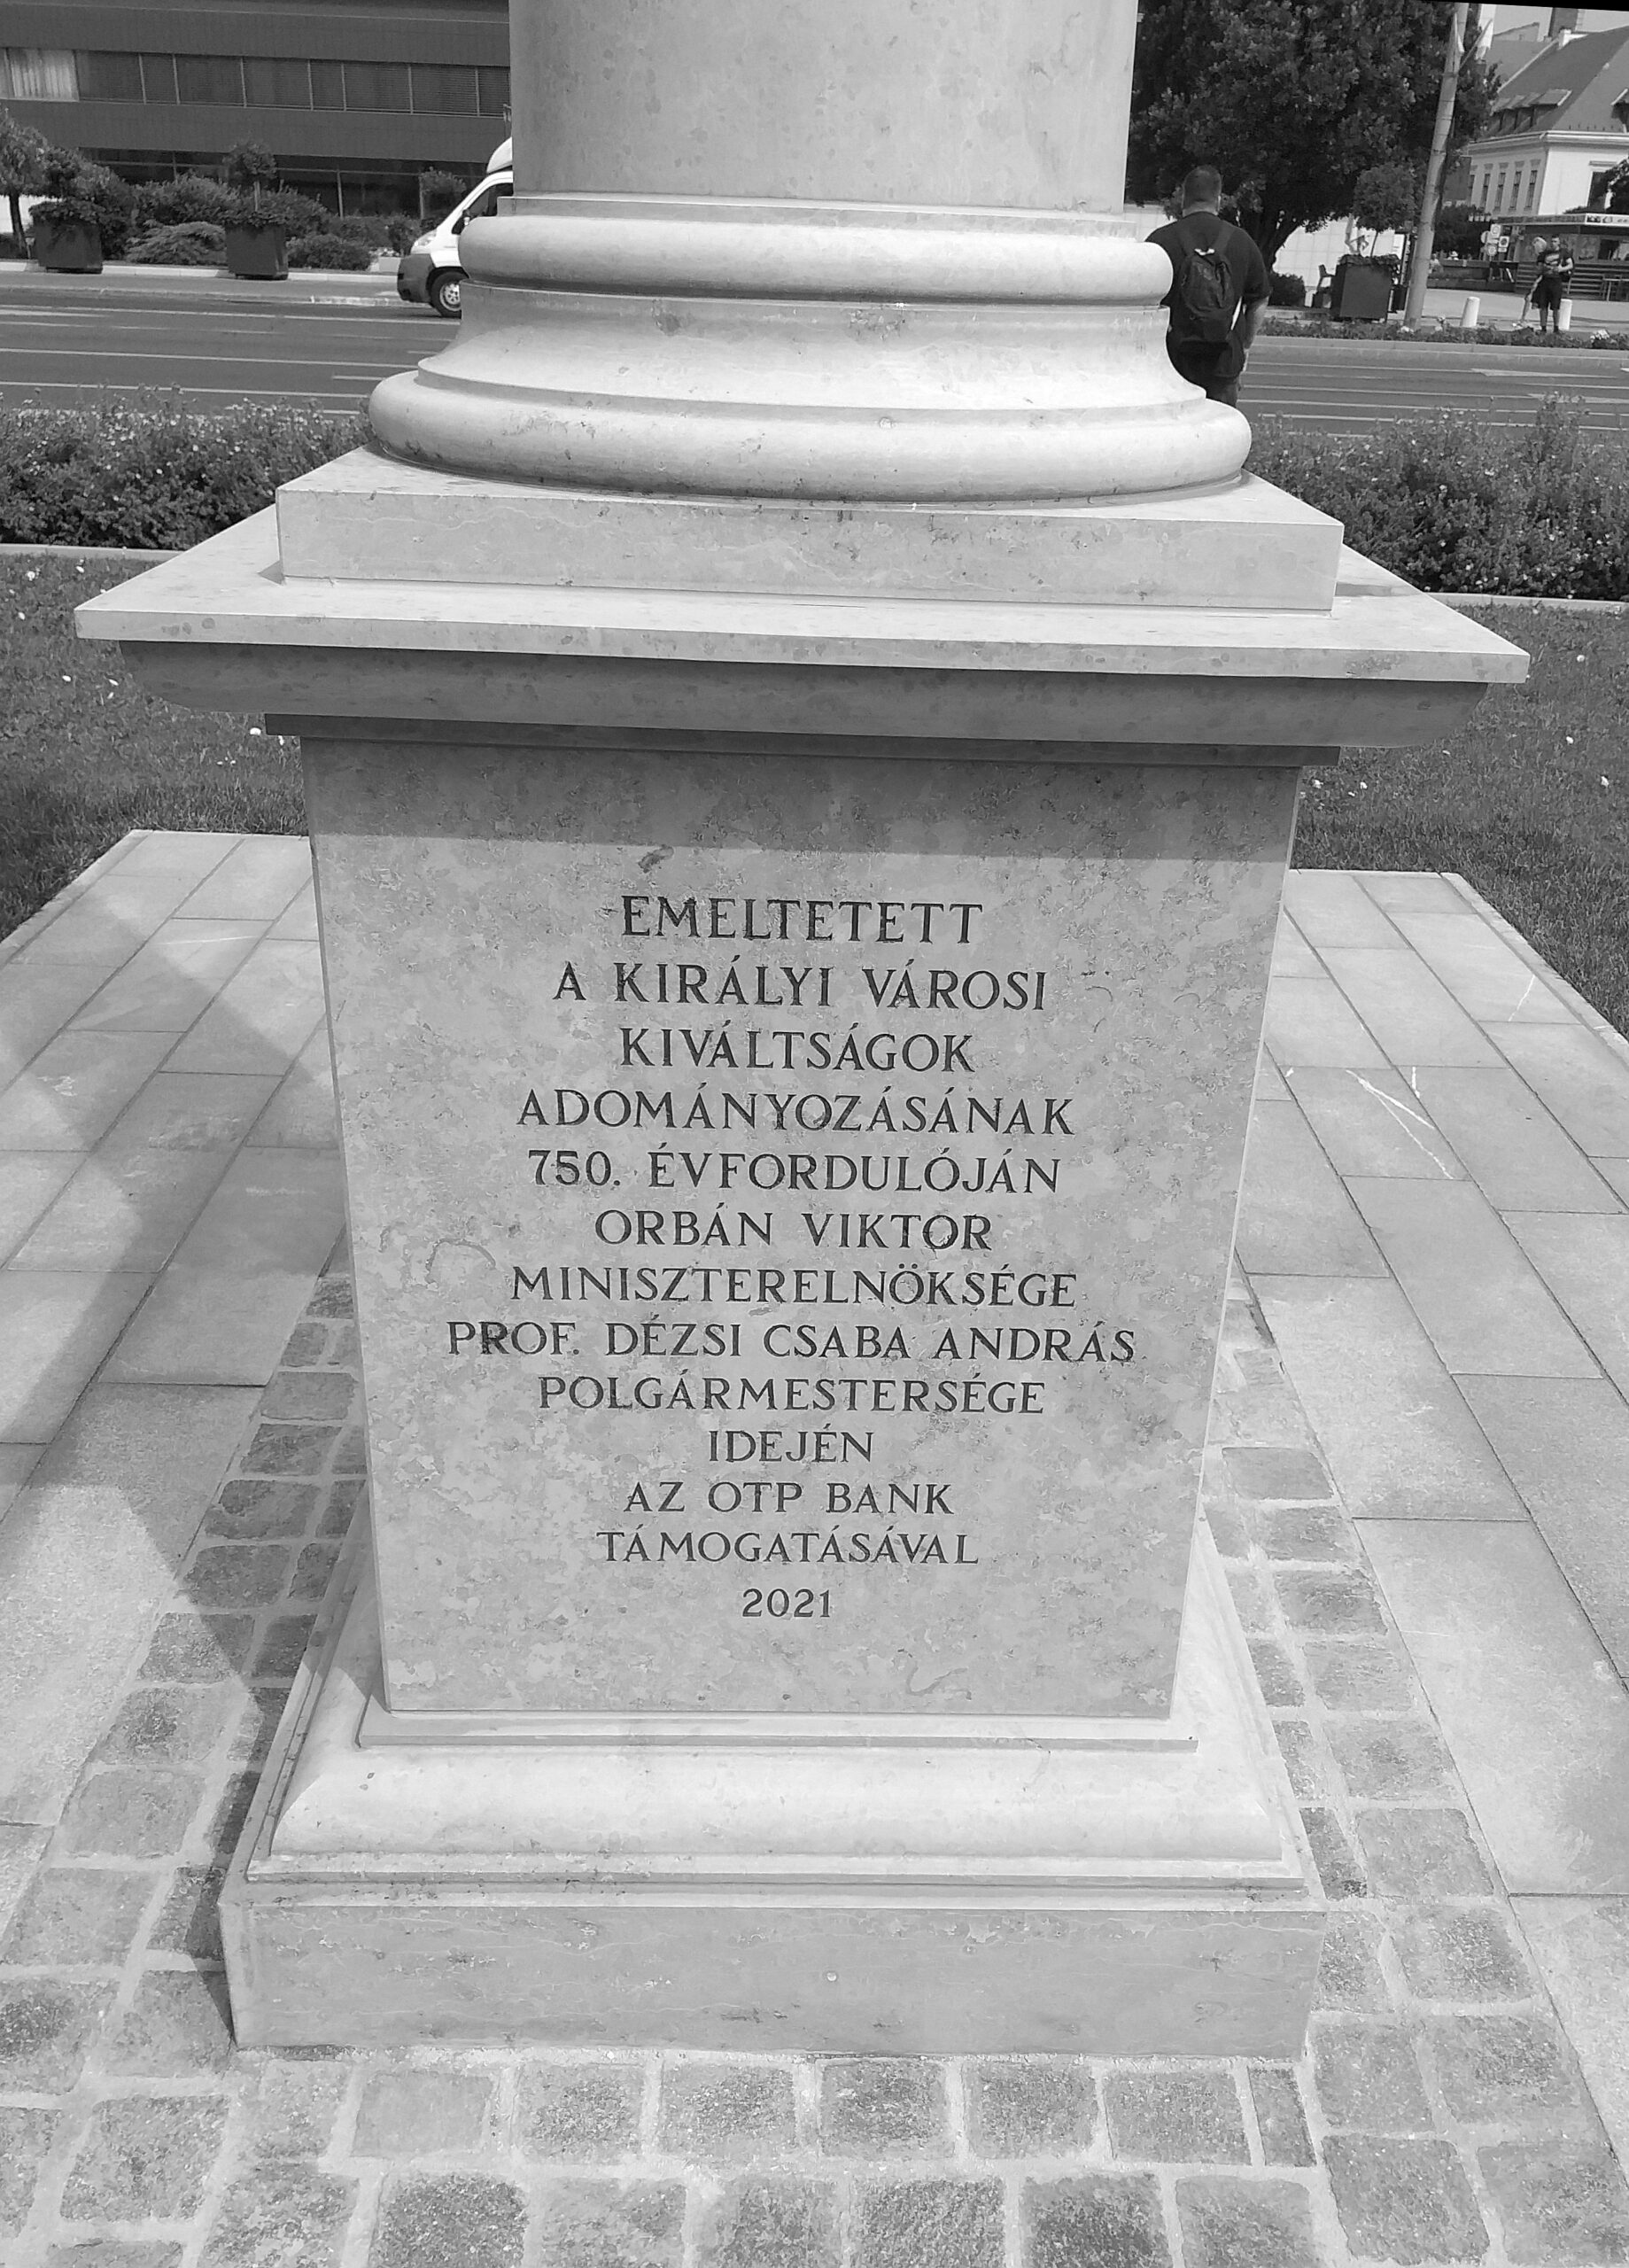 EMELTETETT
A KIRÁLYI VÁROSI
KIVÁLTSÁGOK
ADOMÁNYOZÁSÁNAK
750. ÉVFORDULÓJÁN
ORBÁN VIKTOR
MINISZTERELNÖKSÉGE
PROF. DÉZSI CSABA ANDRÁS
POLGÁRMESTERSÉGE
IDEJÉN
AZ OTP BANK
TÁMOGATÁSÁVAL
2021